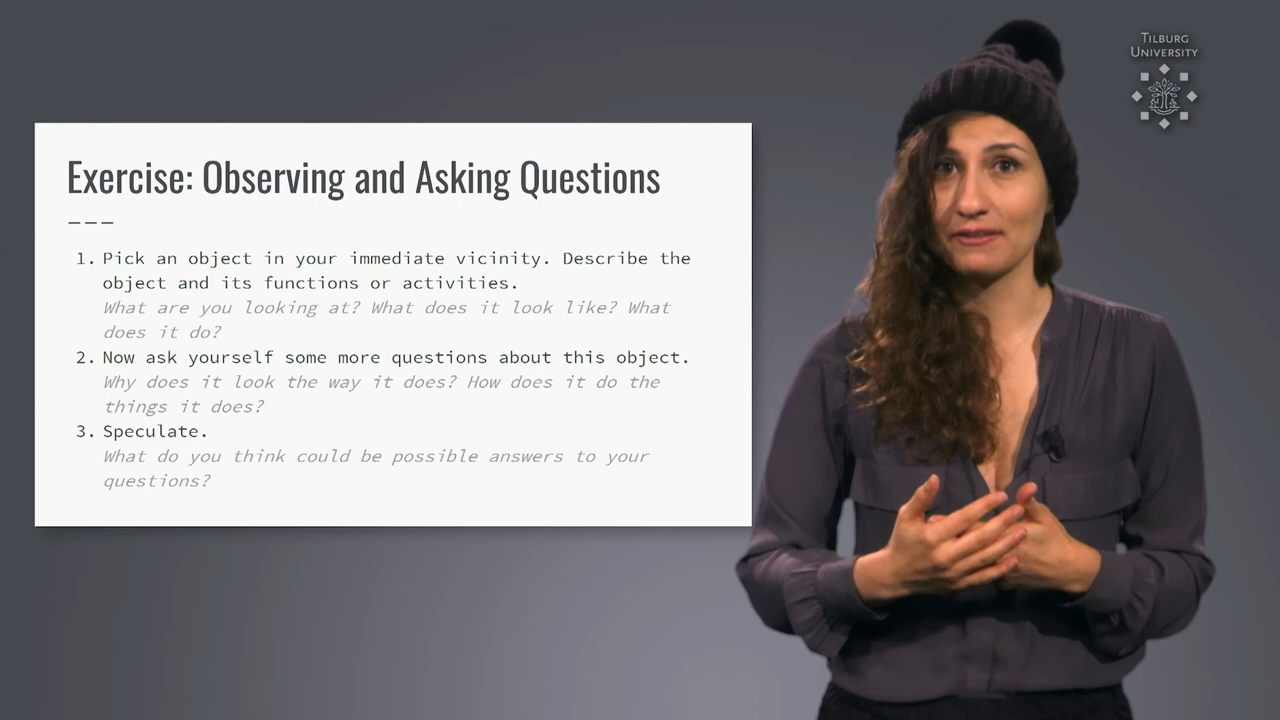 Tilburg
University
Exercise: Observing and Asking Questions
---
1. Pick an object in your immediate vicinity. Describe the
object and its functions or activities.
What are you looking at? What does it look like? What
does it do?
2. Now ask yourself some more questions about this object.
Why does it look the way it does? How does it do the
things it does?
3. Speculate.
What do you think could be possible answers to your
questions?